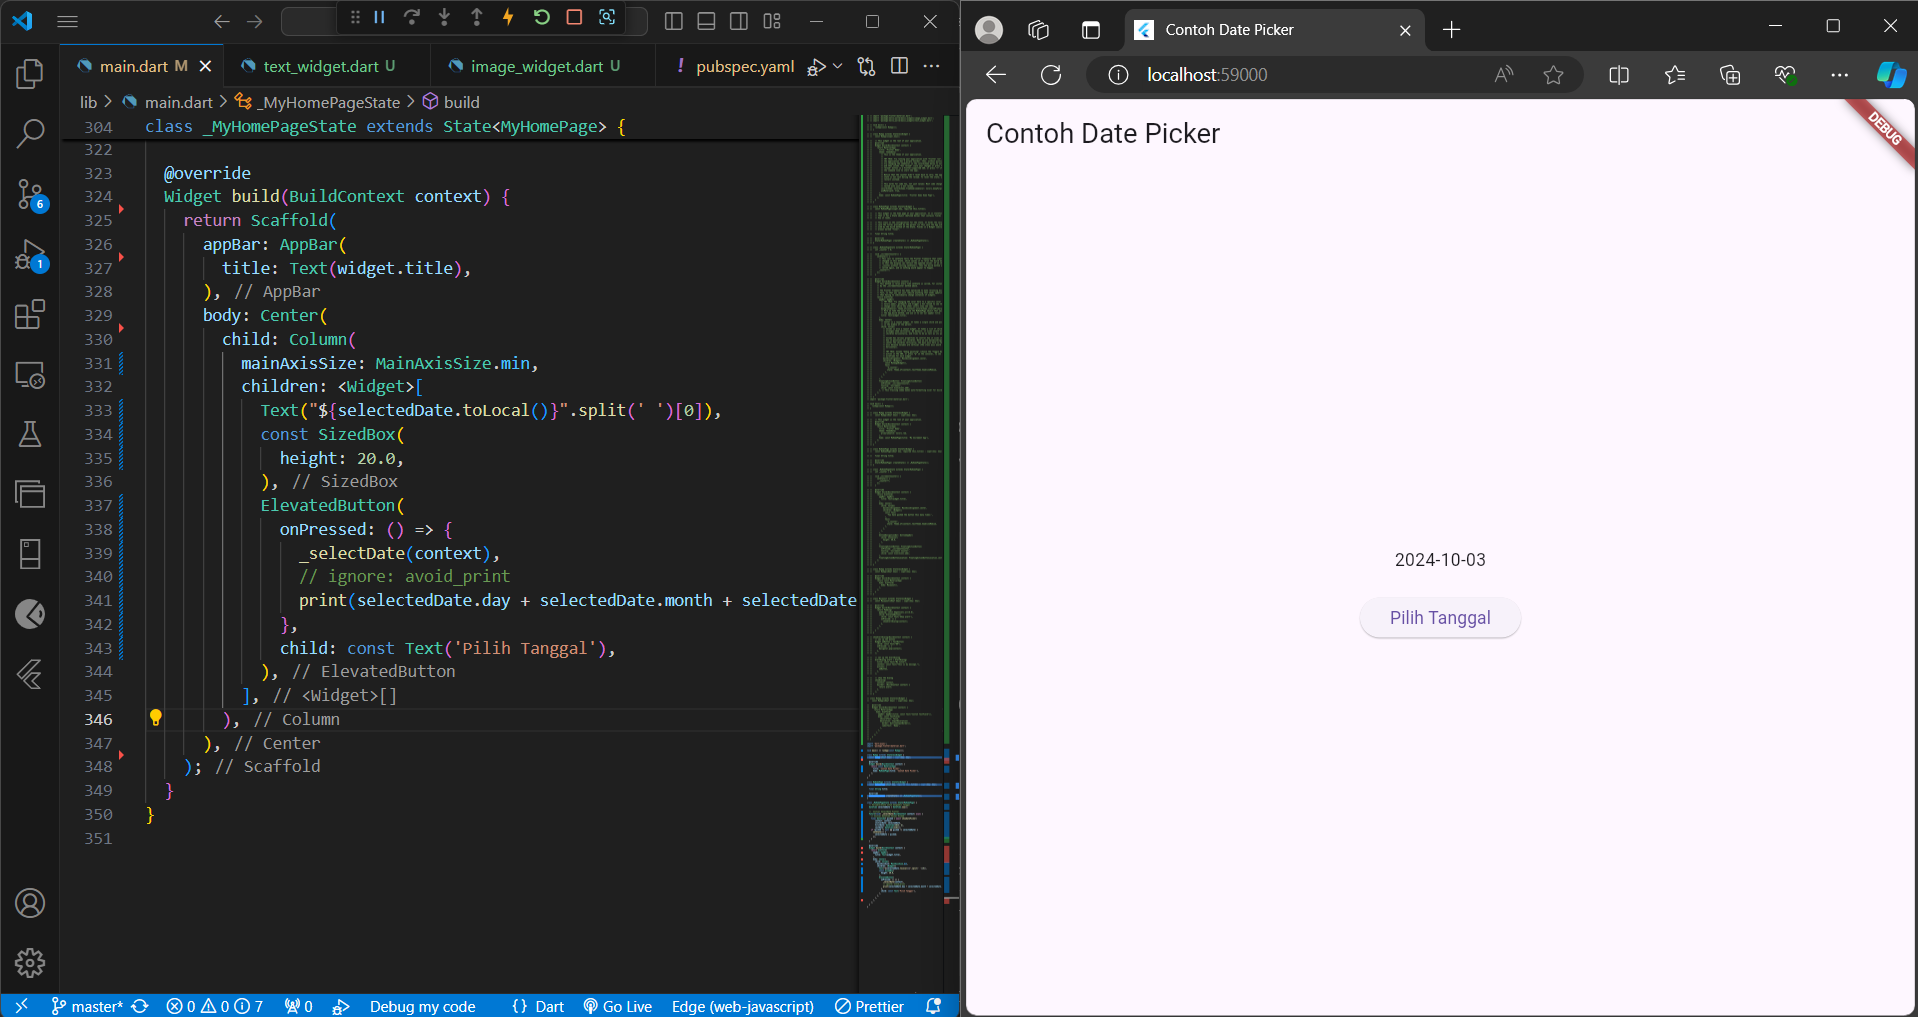 main.dart M
text_widget.dart U
image_widget.dart U
! pubspec.yaml
lib > main.dart > _MyHomePageState > build
304 class _MyHomePageState extends State<MyHomePage> {
322
323 @override
324 Widget build(BuildContext context) {
325 return Scaffold(
326 appBar: AppBar(
327 title: Text(widget.title),
328 ), // AppBar
329 body: Center(
330 child: Column(
331 mainAxisSize: MainAxisSize.min,
332 children: <Widget>[
333 Text("${selectedDate.toLocal()}".split(' ')[0]),
334 const SizedBox(
335 height: 20.0,
336 ), // SizedBox
337 ElevatedButton(
338 onPressed: () => {
339 _selectDate(context),
340 // ignore: avoid_print
341 print(selectedDate.day + selectedDate.month + selectedDate
342 },
343 child: const Text('Pilih Tanggal'),
344 ), // ElevatedButton
345 ], // <Widget>[]
346 ), // Column
347 ), // Center
348 ); // Scaffold
349 }
350 }
351
6
1
master* 0 0 7 0 Debug my code {} Dart Go Live Edge (web-javascript) Prettier
Contoh Date Picker
localhost:59000
Contoh Date Picker
DEBUG
2024-10-03
Pilih Tanggal